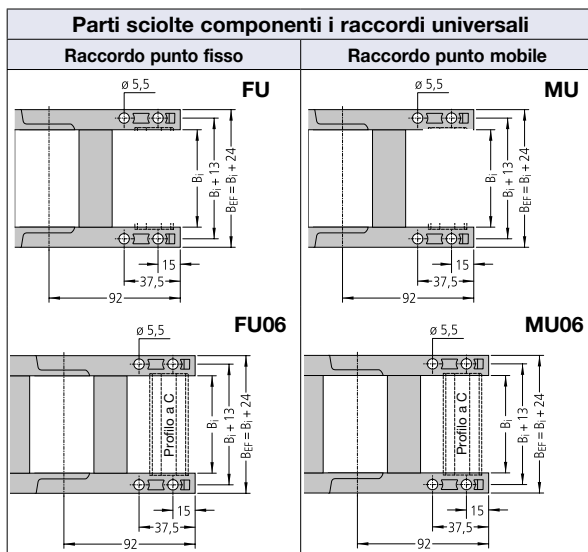 Parti sciolte componenti i raccordi universali
Raccordo punto fisso
Raccordo punto mobile
FU
ø 5,5
Bi
Bi + 13
BEF = Bi + 24
15
37,5
92
MU
ø 5,5
Bi
Bi + 13
BEF = Bi + 24
15
37,5
92
FU06
ø 5,5
Profilo a C
Bi
Bi + 13
BEF = Bi + 24
15
37,5
92
MU06
ø 5,5
Profilo a C
Bi
Bi + 13
BEF = Bi + 24
15
37,5
92